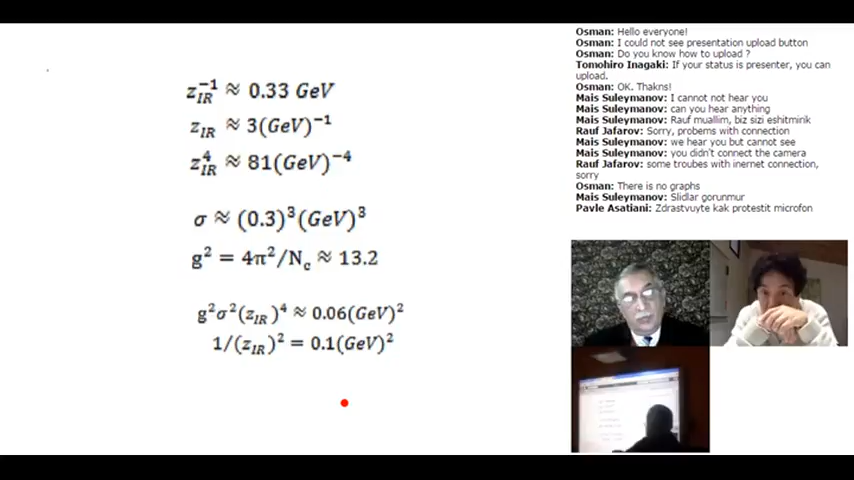 z_IR^−1 ≈ 0.33 GeV
z_IR ≈ 3(GeV)^−1
z_IR^4 ≈ 81(GeV)^−4
σ ≈ (0.3)^3(GeV)^3
g^2 = 4π^2/N_c ≈ 13.2
g^2σ^2(z_IR)^4 ≈ 0.06(GeV)^2
1/(z_IR)^2 = 0.1(GeV)^2
Osman: Hello everyone!
Osman: I could not see presentation upload button
Osman: Do you know how to upload ?
Tomohiro Inagaki: If your status is presenter, you can
upload.
Osman: OK. Thakns!
Mais Suleymanov: I cannot not hear you
Mais Suleymanov: can you hear anything
Mais Suleymanov: Rauf muallim, biz sizi eshitmirik
Rauf Jafarov: Sorry, probems with connection
Mais Suleymanov: we hear you but cannot see
Mais Suleymanov: you didn't connect the camera
Rauf Jafarov: some troubes with inernet connection,
sorry
Osman: There is no graphs
Mais Suleymanov: Slidlar gorunmur
Pavle Asatiani: Zdrastvuyte kak protestit microfon